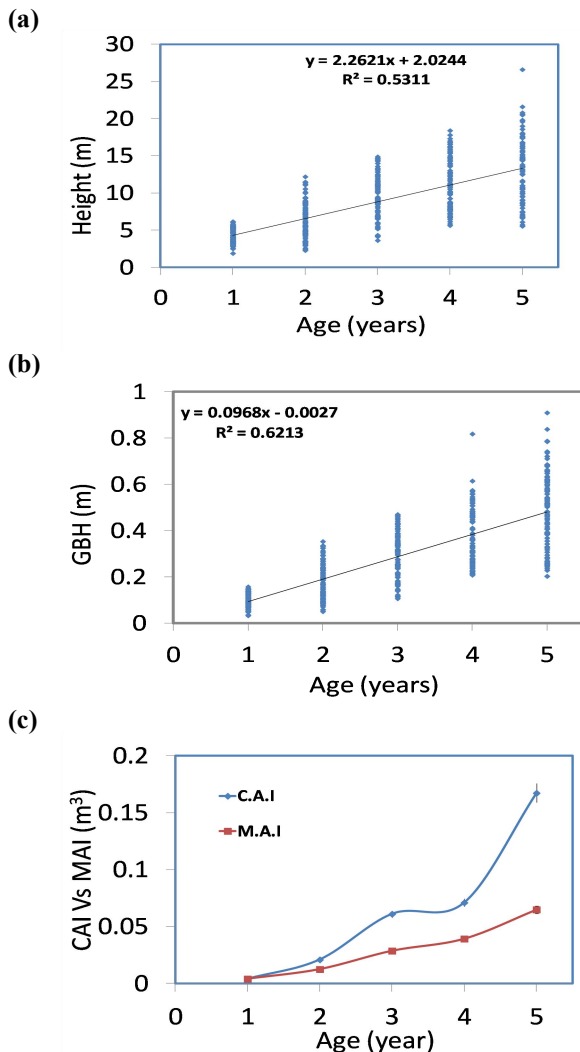 (a)
y = 2.2621x + 2.0244
R² = 0.5311
30
25
20
15
10
5
0
Height (m)
0 1 2 3 4 5
Age (years)
(b)
y = 0.0968x - 0.0027
R² = 0.6213
1
0.8
0.6
0.4
0.2
0
GBH (m)
0 1 2 3 4 5
Age (years)
(c)
0.2
0.15
0.1
0.05
0
CAI Vs MAI (m³)
C.A.I
M.A.I
0 1 2 3 4 5
Age (year)